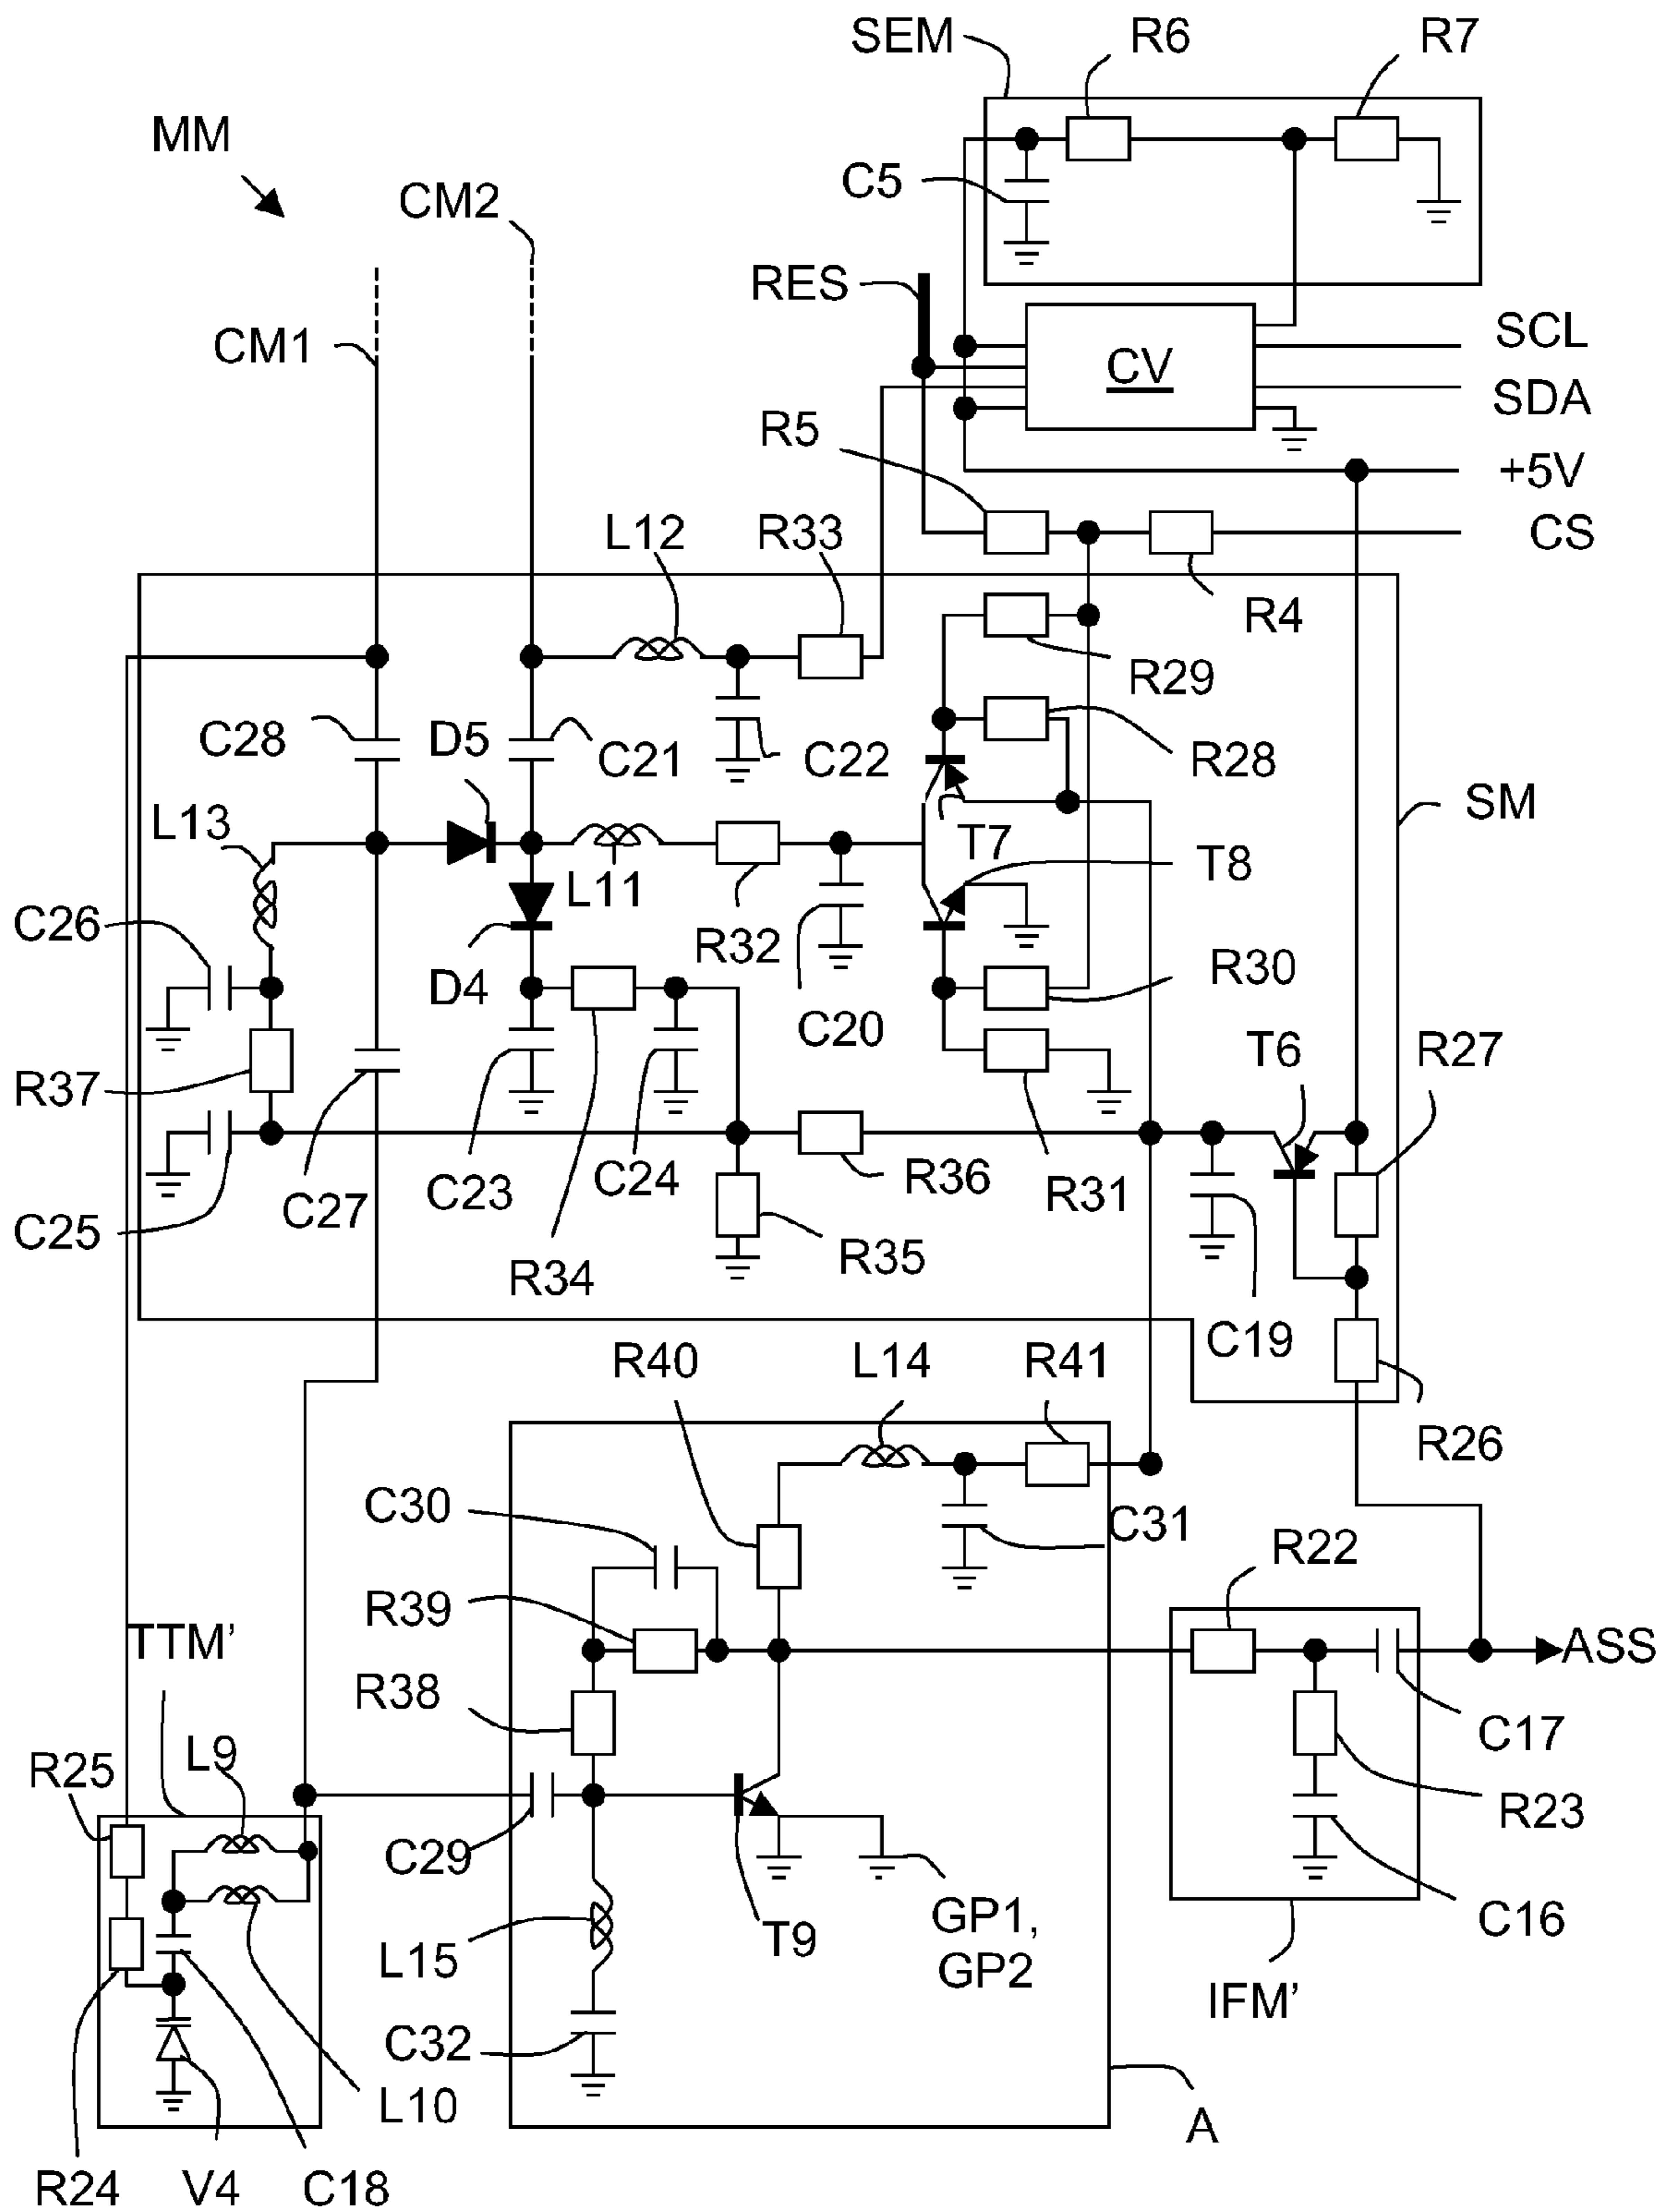 SEM
R6
R7
MM
C5
CM2
RES
CM1
SCL
CV
SDA
R5
+5V
L12
R33
CS
R4
R29
C28
D5
C21
C22
R28
L13
T7
SM
L11
T8
C26
R32
D4
R30
C20
T6
R27
R37
C23
C24
R36
R31
C27
C25
R34
R35
C19
R40
L14
R41
R26
C30
C31
R22
R39
TTM'
ASS
R38
C17
R25
L9
R23
C29
GP1,
T9
C16
L15
GP2
IFM'
C32
L10
A
R24
V4
C18